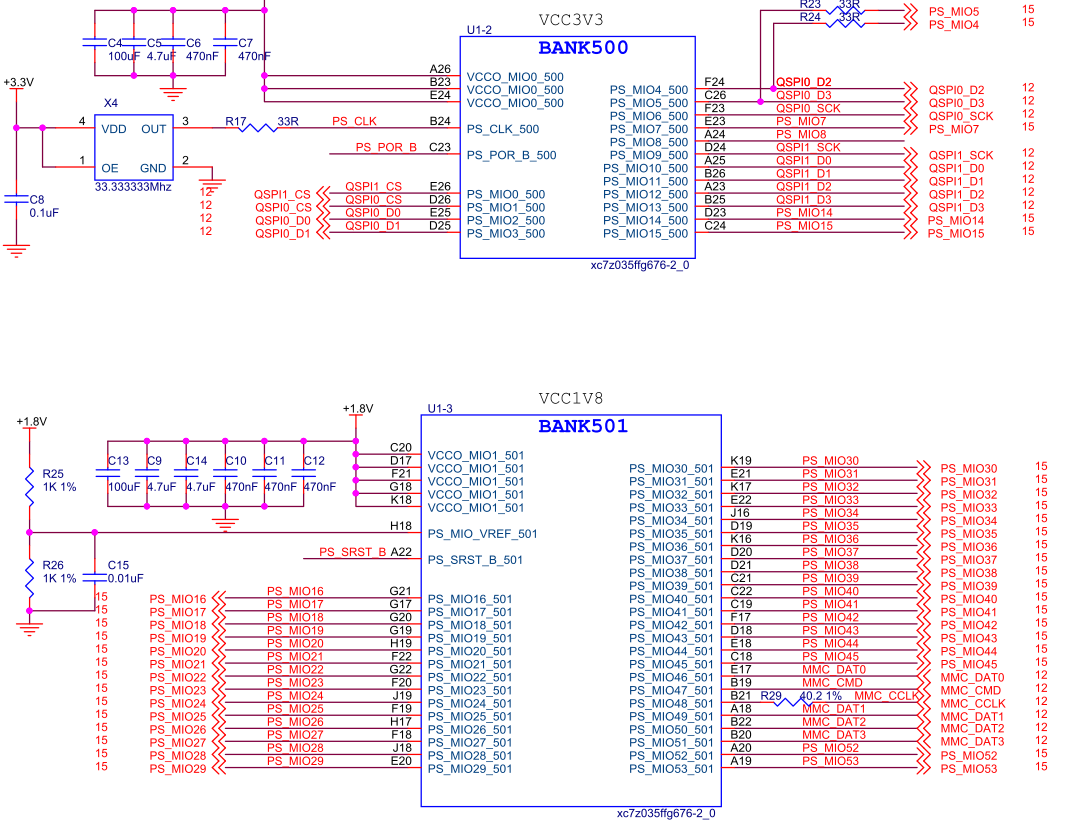 R23 33R PS_MIO5 15
R24 33R PS_MIO4 15
VCC3V3
U1-2
BANK500
C4 C5 C6 C7
100uF 4.7uF 470nF 470nF
A26 VCCO_MIO0_500
B23 VCCO_MIO0_500
E24 VCCO_MIO0_500
+3.3V
X4
4 VDD OUT 3 R17 33R PS_CLK B24 PS_CLK_500
1 OE GND 2
33.333333Mhz
C8
0.1uF
PS_POR_B C23 PS_POR_B_500
12 QSPI1_CS QSPI1_CS E26 PS_MIO0_500
12 QSPI0_CS QSPI0_CS D26 PS_MIO1_500
12 QSPI0_D0 QSPI0_D0 E25 PS_MIO2_500
12 QSPI0_D1 QSPI0_D1 D25 PS_MIO3_500
PS_MIO4_500 F24 QSPI0_D2 QSPI0_D2 12
PS_MIO5_500 C26 QSPI0_D3 QSPI0_D3 12
PS_MIO6_500 F23 QSPI0_SCK QSPI0_SCK 12
PS_MIO7_500 E23 PS_MIO7 PS_MIO7 15
PS_MIO8_500 A24 PS_MIO8
PS_MIO9_500 D24 QSPI1_SCK QSPI1_SCK 12
PS_MIO10_500 A25 QSPI1_D0 QSPI1_D0 12
PS_MIO11_500 B26 QSPI1_D1 QSPI1_D1 12
PS_MIO12_500 A23 QSPI1_D2 QSPI1_D2 12
PS_MIO13_500 B25 QSPI1_D3 QSPI1_D3 12
PS_MIO14_500 D23 PS_MIO14 PS_MIO14 15
PS_MIO15_500 C24 PS_MIO15 PS_MIO15 15
xc7z035ffg676-2_0
VCC1V8
U1-3
BANK501
+1.8V
+1.8V
R25
1K 1%
C13 C9 C14 C10 C11 C12
100uF 4.7uF 4.7uF 470nF 470nF 470nF
C20 VCCO_MIO1_501
D17 VCCO_MIO1_501
F21 VCCO_MIO1_501
G18 VCCO_MIO1_501
K18 VCCO_MIO1_501
H18 PS_MIO_VREF_501
PS_SRST_B A22 PS_SRST_B_501
R26
1K 1%
C15
0.01uF
15 PS_MIO16 PS_MIO16 G21 PS_MIO16_501
15 PS_MIO17 PS_MIO17 G17 PS_MIO17_501
15 PS_MIO18 PS_MIO18 G20 PS_MIO18_501
15 PS_MIO19 PS_MIO19 G19 PS_MIO19_501
15 PS_MIO20 PS_MIO20 H19 PS_MIO20_501
15 PS_MIO21 PS_MIO21 F22 PS_MIO21_501
15 PS_MIO22 PS_MIO22 G22 PS_MIO22_501
15 PS_MIO23 PS_MIO23 F20 PS_MIO23_501
15 PS_MIO24 PS_MIO24 J19 PS_MIO24_501
15 PS_MIO25 PS_MIO25 F19 PS_MIO25_501
15 PS_MIO26 PS_MIO26 H17 PS_MIO26_501
15 PS_MIO27 PS_MIO27 F18 PS_MIO27_501
15 PS_MIO28 PS_MIO28 J18 PS_MIO28_501
15 PS_MIO29 PS_MIO29 E20 PS_MIO29_501
PS_MIO30_501 K19 PS_MIO30 PS_MIO30 15
PS_MIO31_501 E21 PS_MIO31 PS_MIO31 15
PS_MIO32_501 K17 PS_MIO32 PS_MIO32 15
PS_MIO33_501 E22 PS_MIO33 PS_MIO33 15
PS_MIO34_501 J16 PS_MIO34 PS_MIO34 15
PS_MIO35_501 D19 PS_MIO35 PS_MIO35 15
PS_MIO36_501 K16 PS_MIO36 PS_MIO36 15
PS_MIO37_501 D20 PS_MIO37 PS_MIO37 15
PS_MIO38_501 D21 PS_MIO38 PS_MIO38 15
PS_MIO39_501 C21 PS_MIO39 PS_MIO39 15
PS_MIO40_501 C22 PS_MIO40 PS_MIO40 15
PS_MIO41_501 C19 PS_MIO41 PS_MIO41 15
PS_MIO42_501 F17 PS_MIO42 PS_MIO42 15
PS_MIO43_501 D18 PS_MIO43 PS_MIO43 15
PS_MIO44_501 E18 PS_MIO44 PS_MIO44 15
PS_MIO45_501 C18 PS_MIO45 PS_MIO45 15
PS_MIO46_501 E17 MMC_DAT0 MMC_DAT0 12
PS_MIO47_501 B19 MMC_CMD MMC_CMD 12
PS_MIO48_501 B21 R29 40.2 1% MMC_CCLK MMC_CCLK 12
PS_MIO49_501 A18 MMC_DAT1 MMC_DAT1 12
PS_MIO50_501 B22 MMC_DAT2 MMC_DAT2 12
PS_MIO51_501 B20 MMC_DAT3 MMC_DAT3 12
PS_MIO52_501 A20 PS_MIO52 PS_MIO52 15
PS_MIO53_501 A19 PS_MIO53 PS_MIO53 15
xc7z035ffg676-2_0